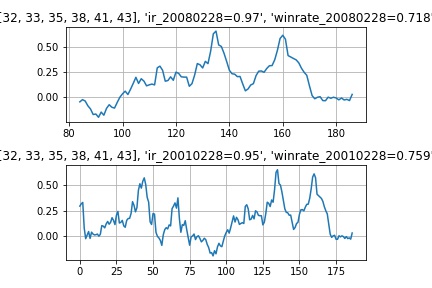 [32, 33, 35, 38, 41, 43], 'ir_20080228=0.97', 'winrate_20080228=0.718'
0.50
0.25
0.00
80 100 120 140 160 180
[32, 33, 35, 38, 41, 43], 'ir_20010228=0.95', 'winrate_20010228=0.759'
0.50
0.25
0.00
0 25 50 75 100 125 150 175